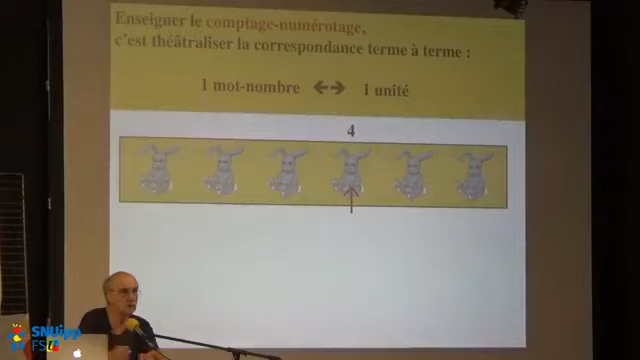 Enseigner le comptage-numérotage,
c'est théâtraliser la correspondance terme à terme :
1 mot-nombre ↔ 1 unité
4
SNUipp
FSU